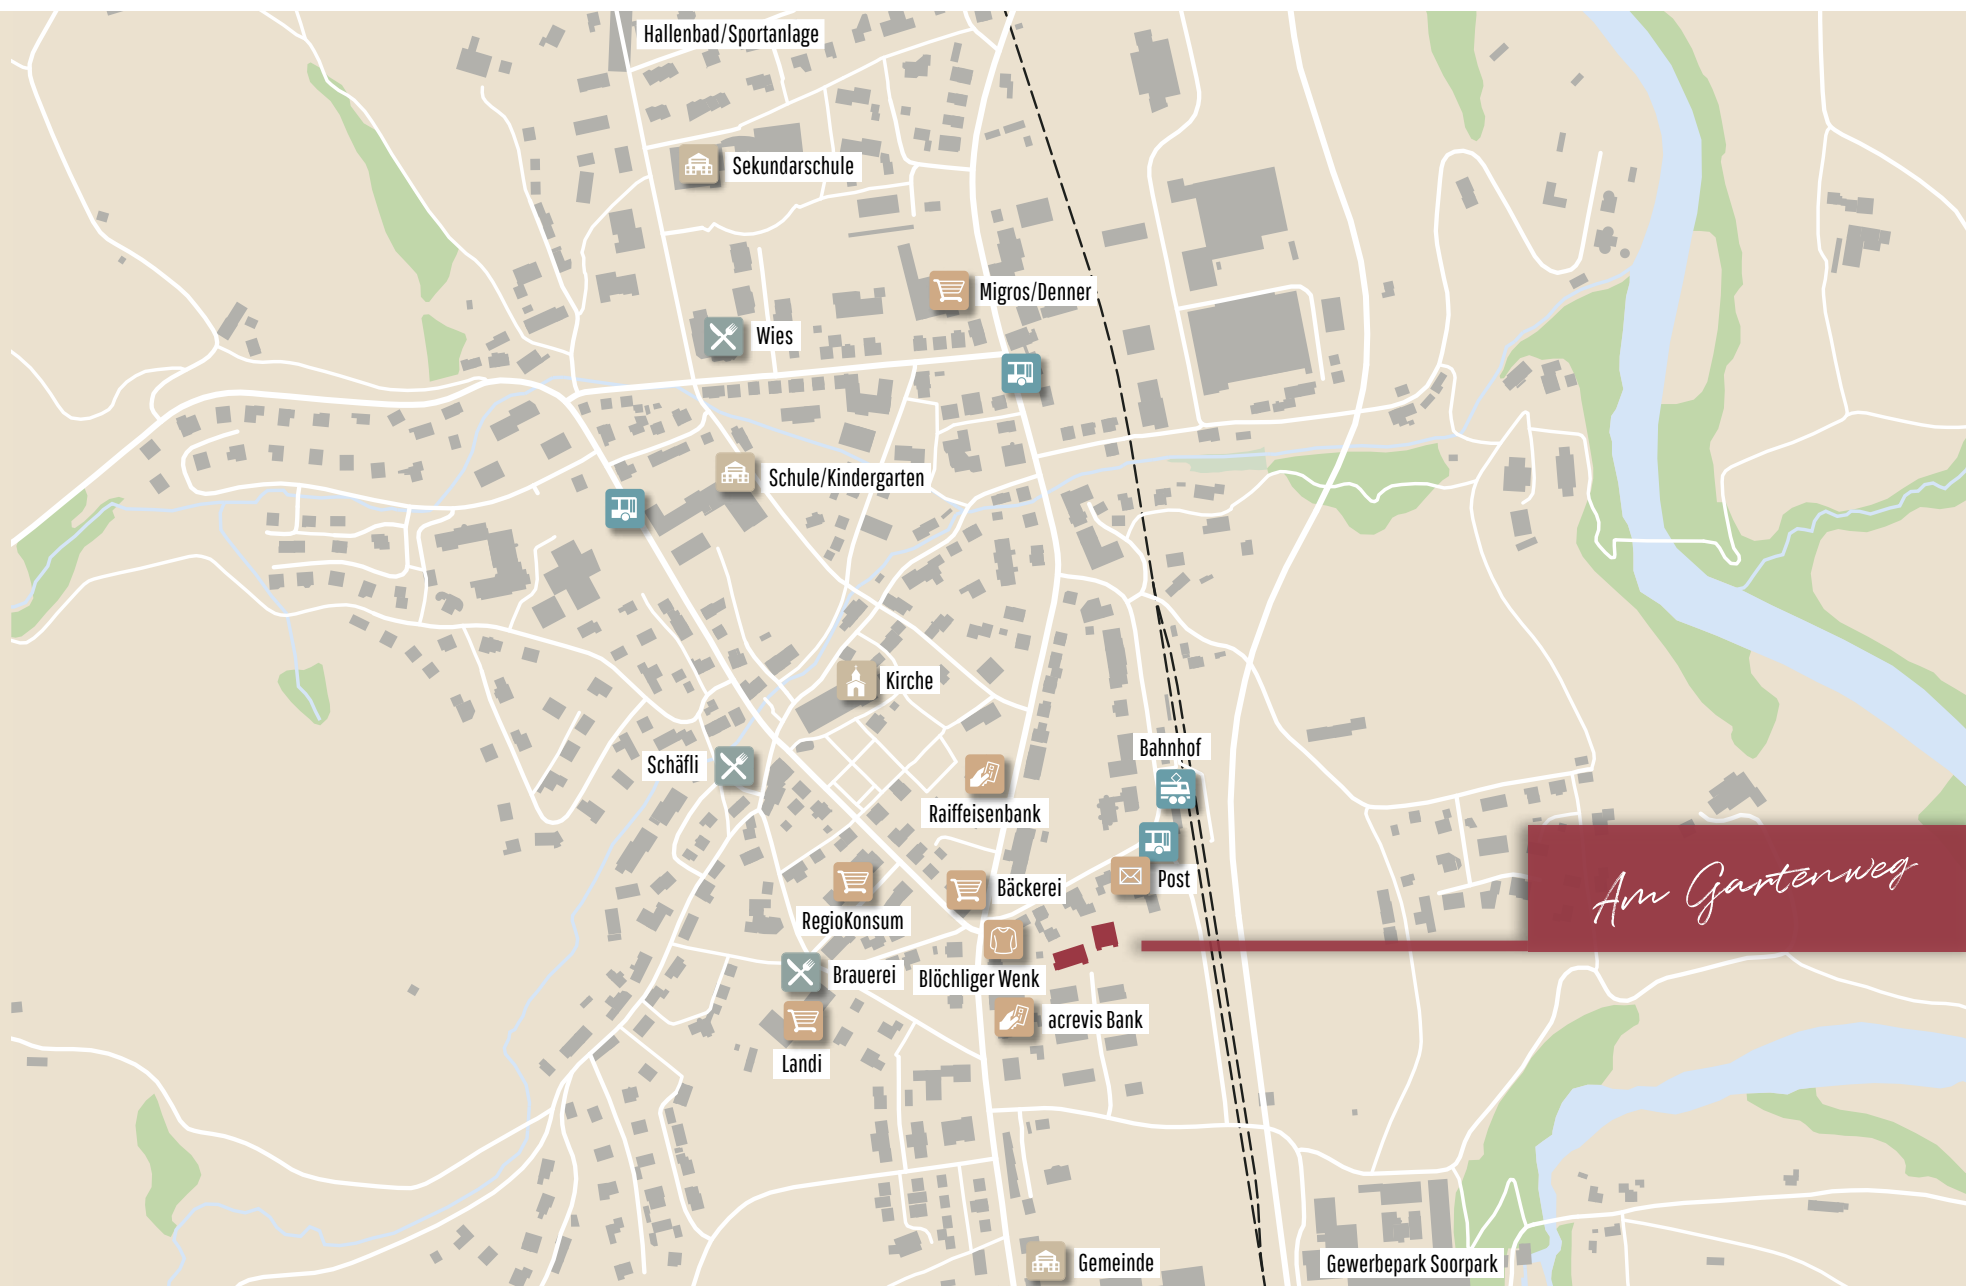 Hallenbad/Sportanlage
Sekundarschule
Migros/Denner
Wies
Schule/Kindergarten
Kirche
Bahnhof
Schäfli
Raiffeisenbank
Post
Bäckerei
Am Gartenweg
RegioKonsum
Brauerei
Blöchliger Wenk
acrevis Bank
Landi
Gemeinde
Gewerbepark Soorpark